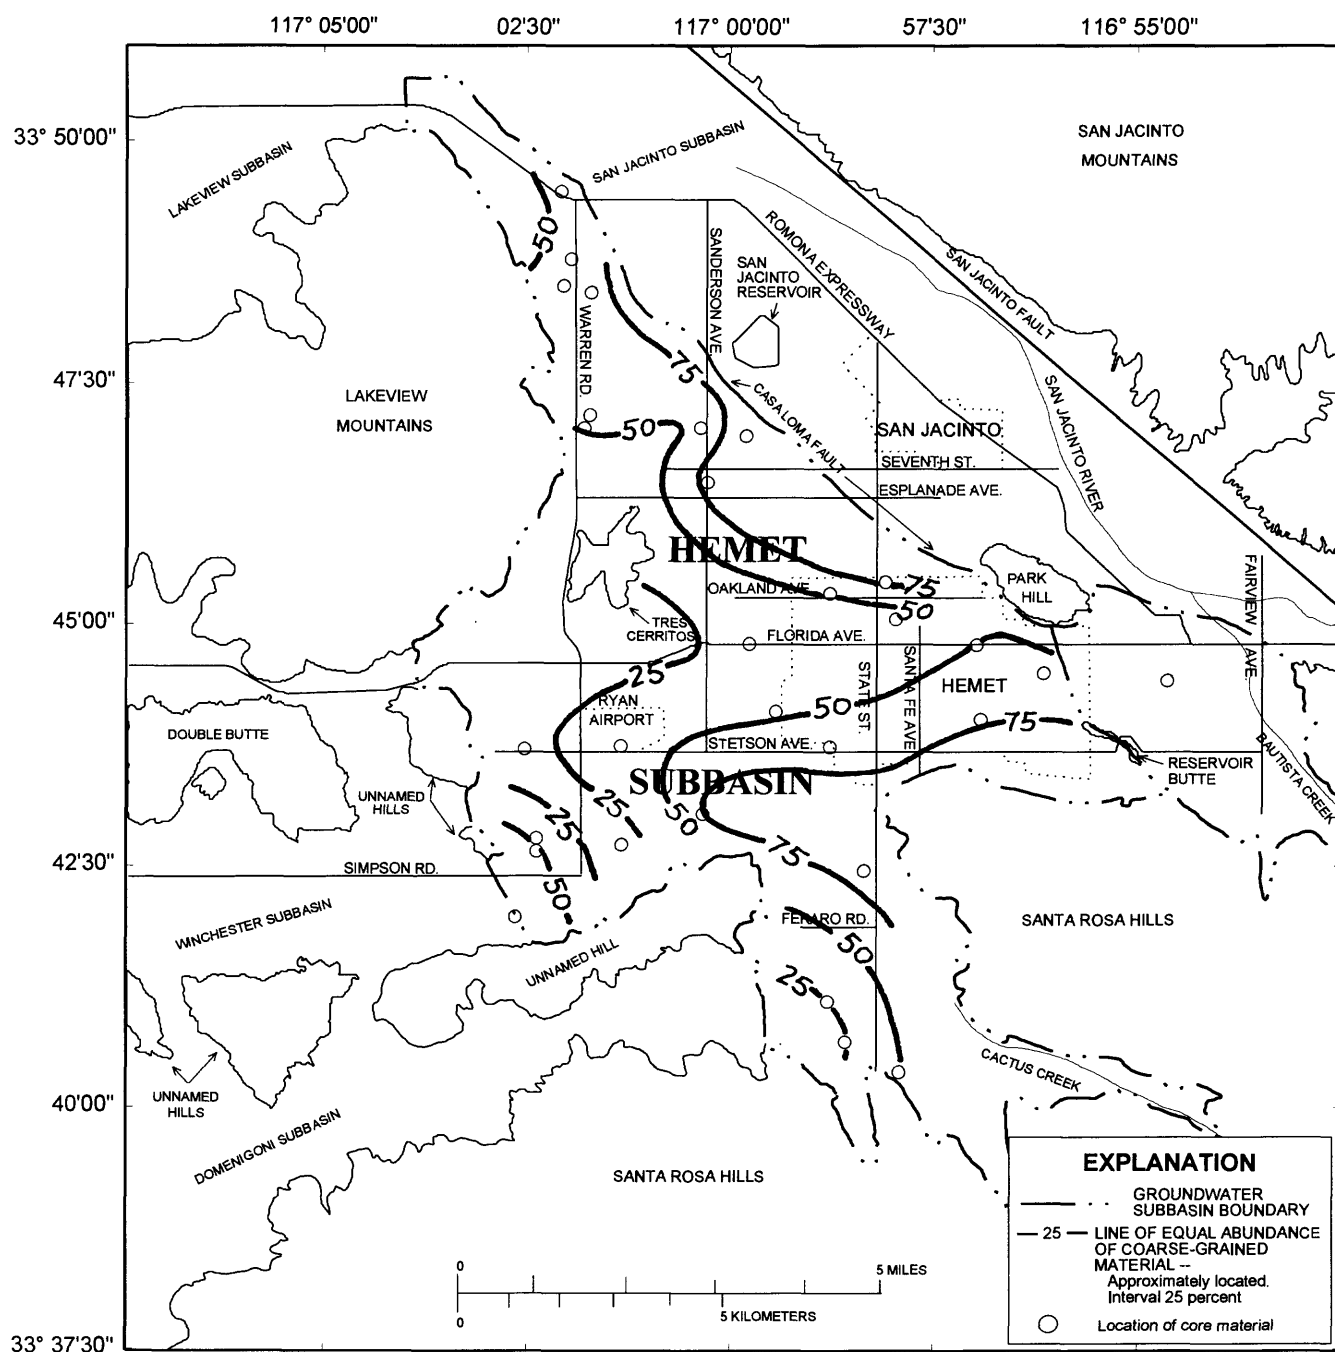 117° 05'00" 02'30" 117° 00'00" 57'30" 116° 55'00"
33° 50'00"
47'30"
45'00"
42'30"
40'00"
33° 37'30"
SAN JACINTO
MOUNTAINS
SAN JACINTO SUBBASIN
LAKEVIEW SUBBASIN
50
ROMONA EXPRESSWAY
SANDERSON AVE.
SAN
JACINTO
RESERVOIR
SAN JACINTO FAULT
WARREN RD.
75
LAKEVIEW
MOUNTAINS
CASA LOMA FAULT
SAN JACINTO RIVER
50
SAN JACINTO
SEVENTH ST.
ESPLANADE AVE.
HEMET
FAIRVIEW AVE.
PARK
HILL
75
OAKLAND AVE.
50
TRES
CERRITOS
FLORIDA AVE.
25
STATE ST.
SANTA FE AVE
HEMET
RYAN
AIRPORT
50
75
DOUBLE BUTTE
STETSON AVE.
RESERVOIR
BUTTE
BAUTISTA CREEK
SUBBASIN
UNNAMED
HILLS
25
25
50
75
SIMPSON RD.
50
WINCHESTER SUBBASIN
FERARO RD.
SANTA ROSA HILLS
UNNAMED HILL
50
25
CACTUS CREEK
UNNAMED
HILLS
DOMENIGONI SUBBASIN
SANTA ROSA HILLS
EXPLANATION
GROUNDWATER
SUBBASIN BOUNDARY
25 LINE OF EQUAL ABUNDANCE
OF COARSE-GRAINED
MATERIAL --
Approximately located.
Interval 25 percent
Location of core material
0 5 MILES
0 5 KILOMETERS